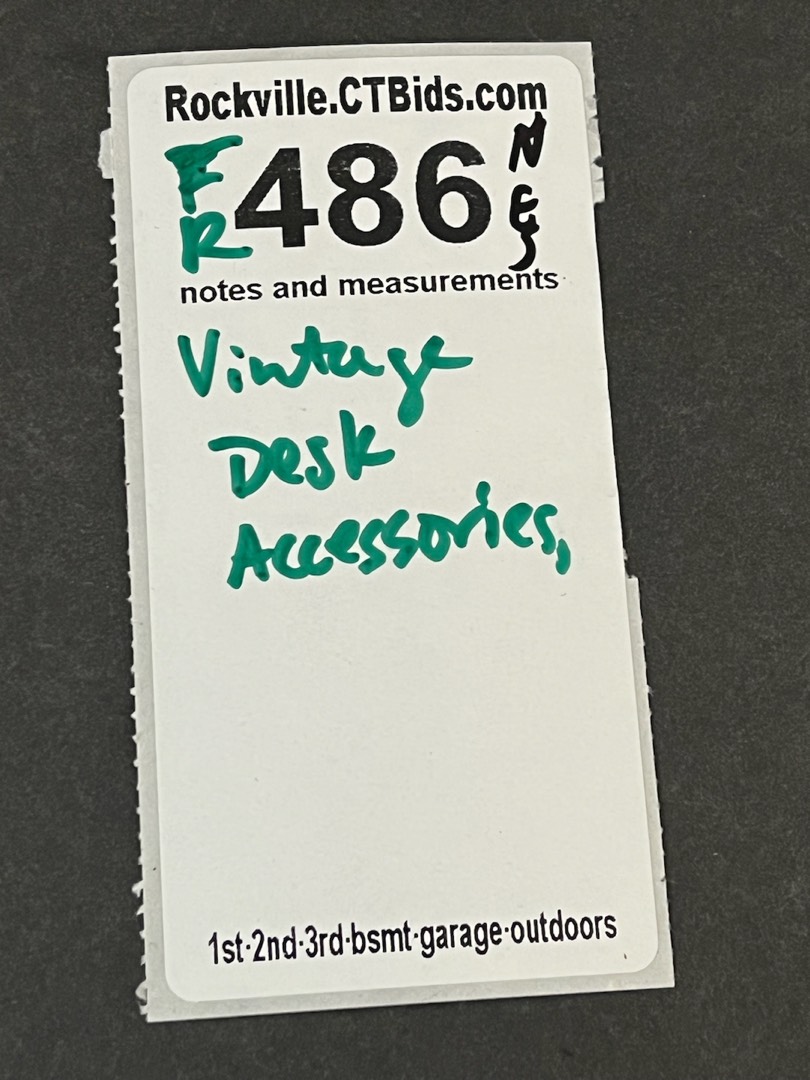 Rockville.CTBids.com
FR 486 N
notes and measurements
Vintage
Desk
Accessories,
1st·2nd·3rd·bsmt·garage·outdoors